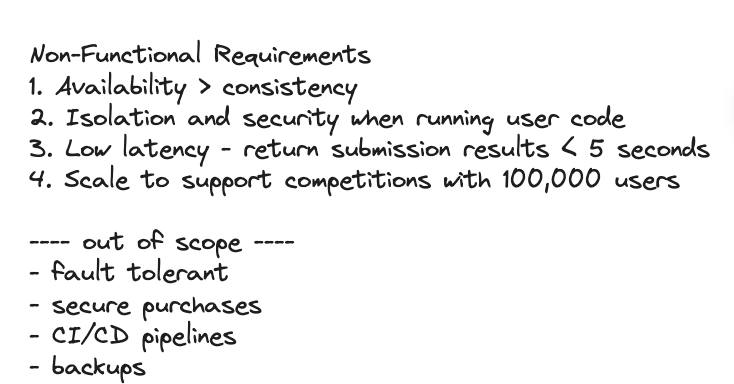 Non-Functional Requirements
1. Availability > consistency
2. Isolation and security when running user code
3. Low latency - return submission results < 5 seconds
4. Scale to support competitions with 100,000 users
---- out of scope ----
- fault tolerant
- secure purchases
- CI/CD pipelines
- backups